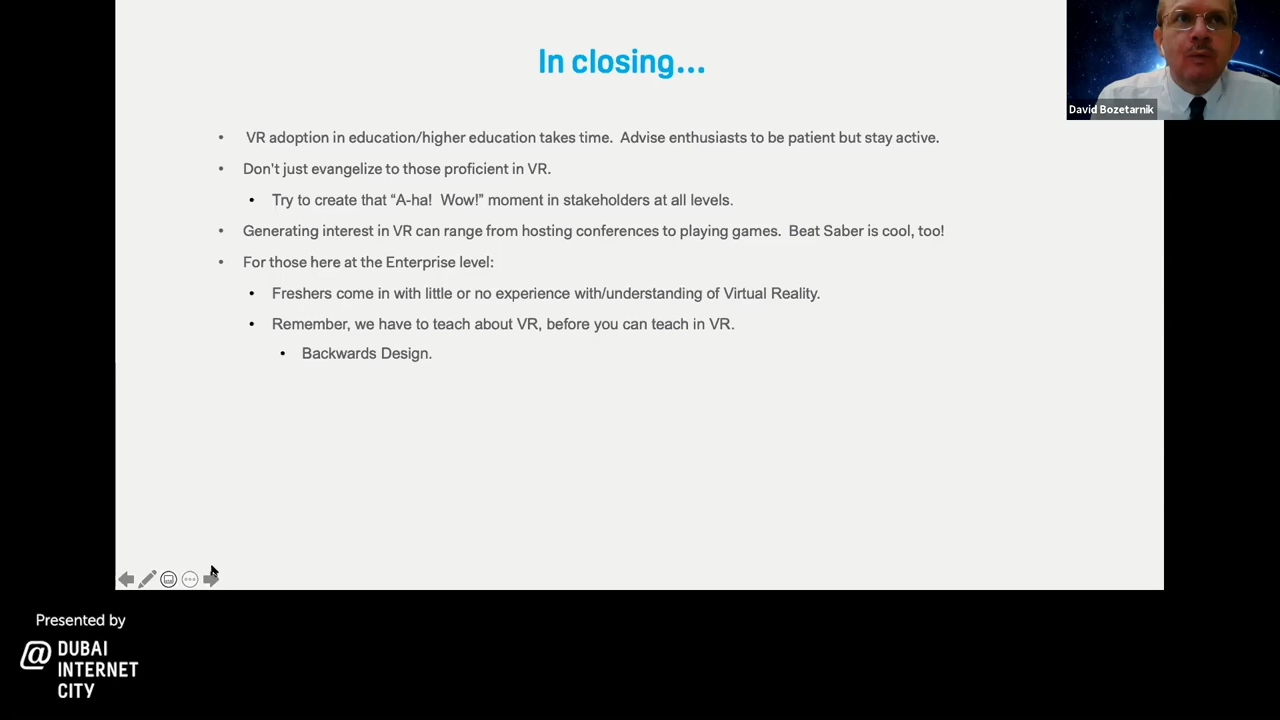 In closing...
David Bozetarnik
• VR adoption in education/higher education takes time.  Advise enthusiasts to be patient but stay active.
• Don't just evangelize to those proficient in VR.
• Try to create that “A-ha!  Wow!” moment in stakeholders at all levels.
• Generating interest in VR can range from hosting conferences to playing games.  Beat Saber is cool, too!
• For those here at the Enterprise level:
• Freshers come in with little or no experience with/understanding of Virtual Reality.
• Remember, we have to teach about VR, before you can teach in VR.
• Backwards Design.
Presented by
@ DUBAI
INTERNET
CITY